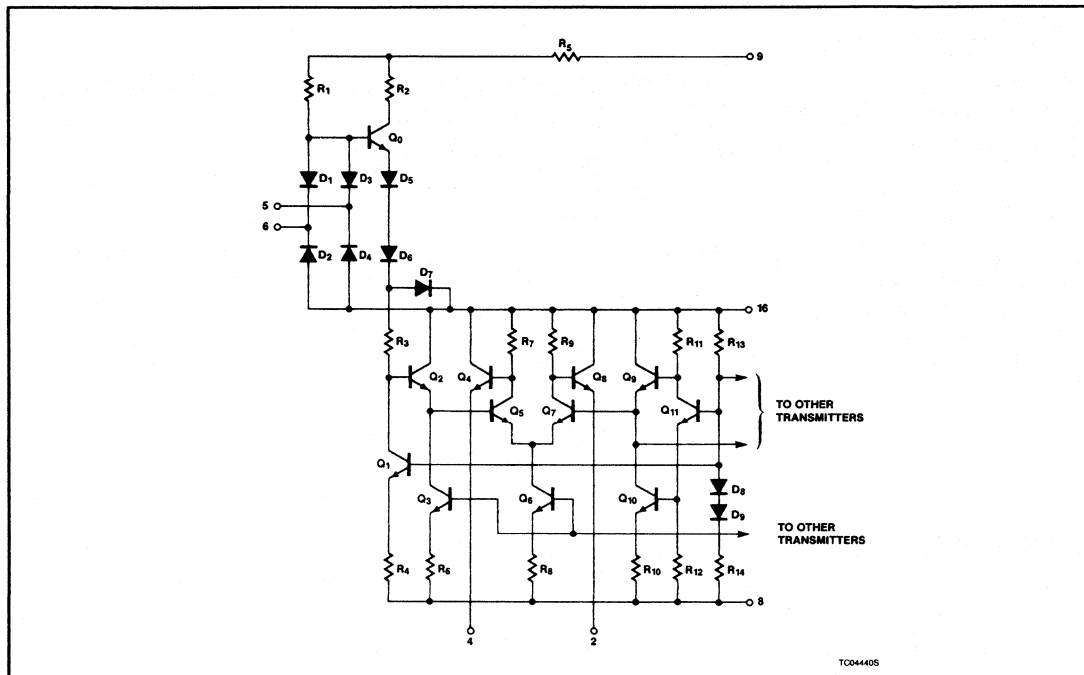 R5
9
R1
R2
Q0
D1
D3
D5
5
6
D2
D4
D6
D7
16
R3
R7
R9
R11
R13
Q2
Q4
Q8
Q9
Q5
Q7
Q11
TO OTHER
TRANSMITTERS
Q1
D8
Q3
Q6
Q10
D9
TO OTHER
TRANSMITTERS
R4
R6
R8
R10
R12
R14
8
4
2
TC04440S